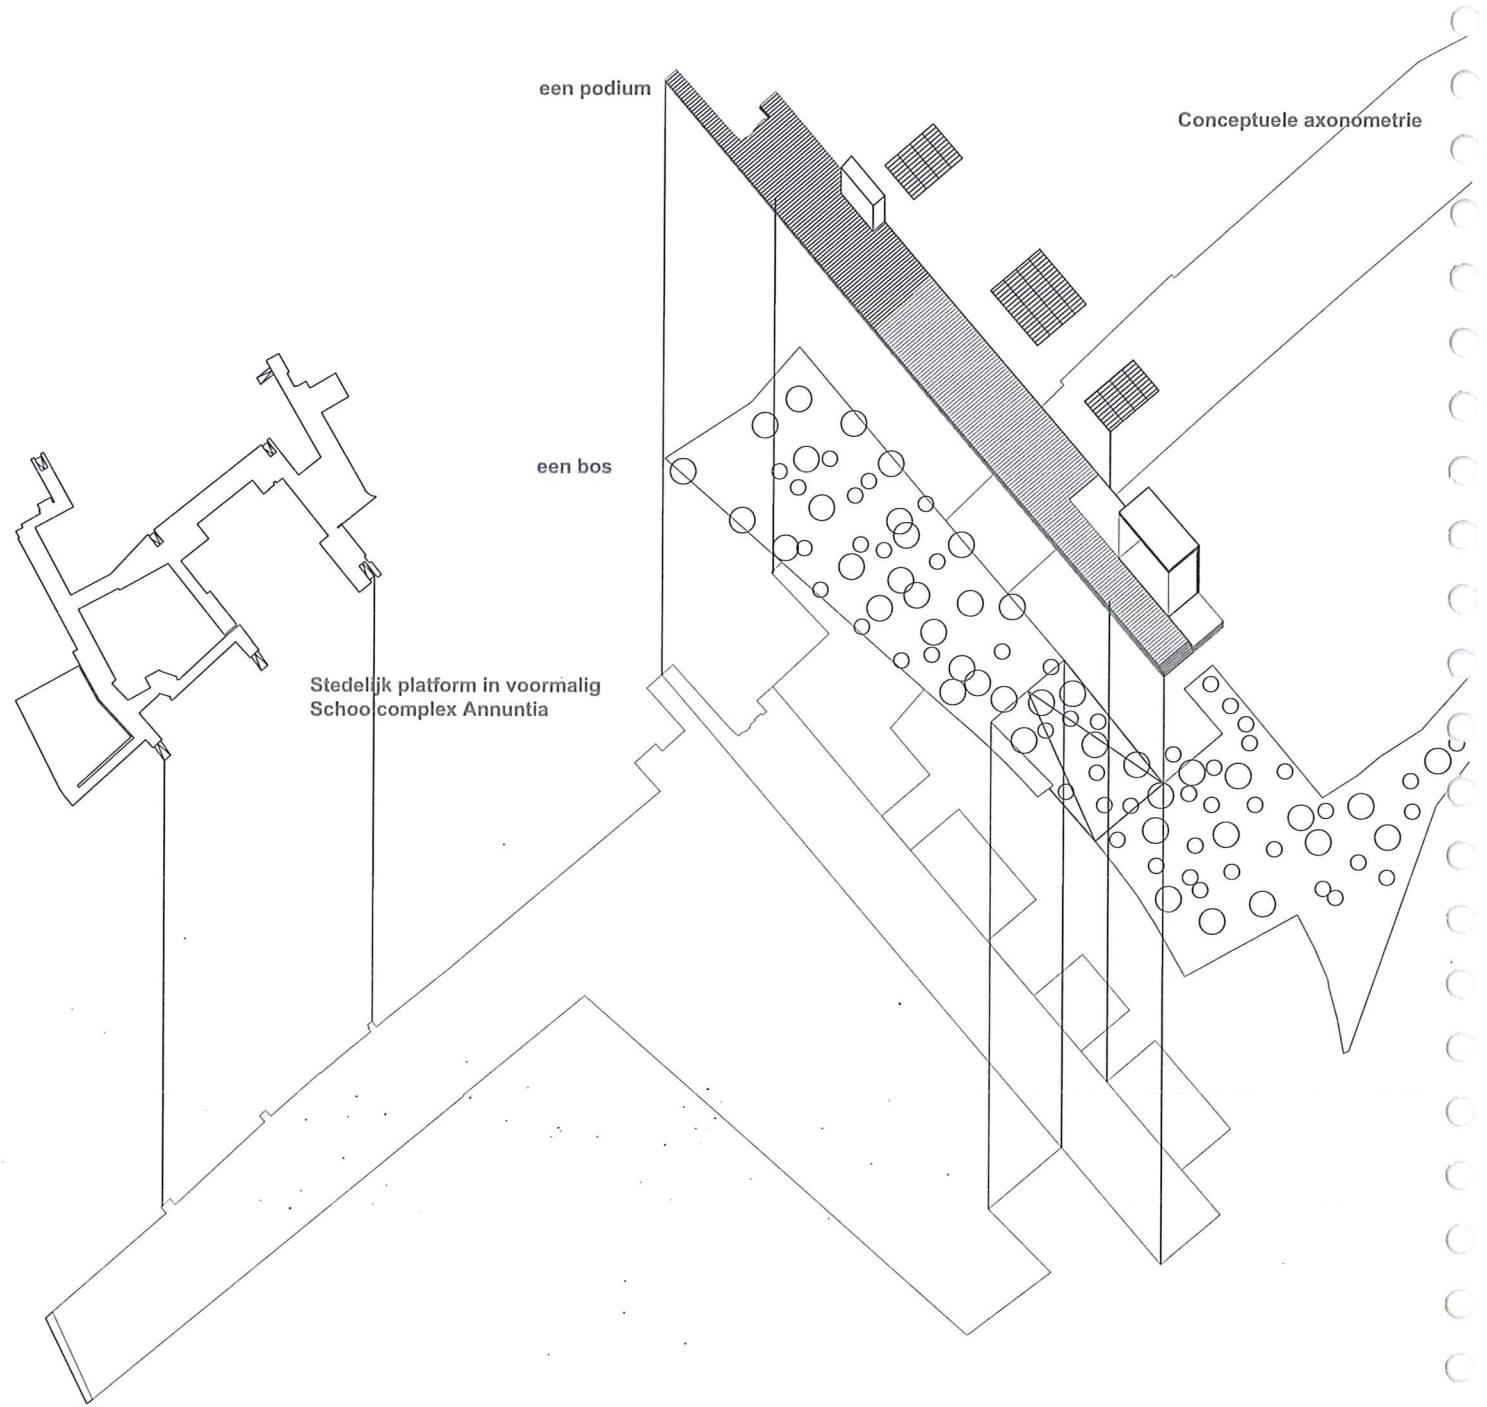 een podium
Conceptuele axonometrie
een bos
Stedelijk platform in voormalig
Schoolcomplex Annuntia